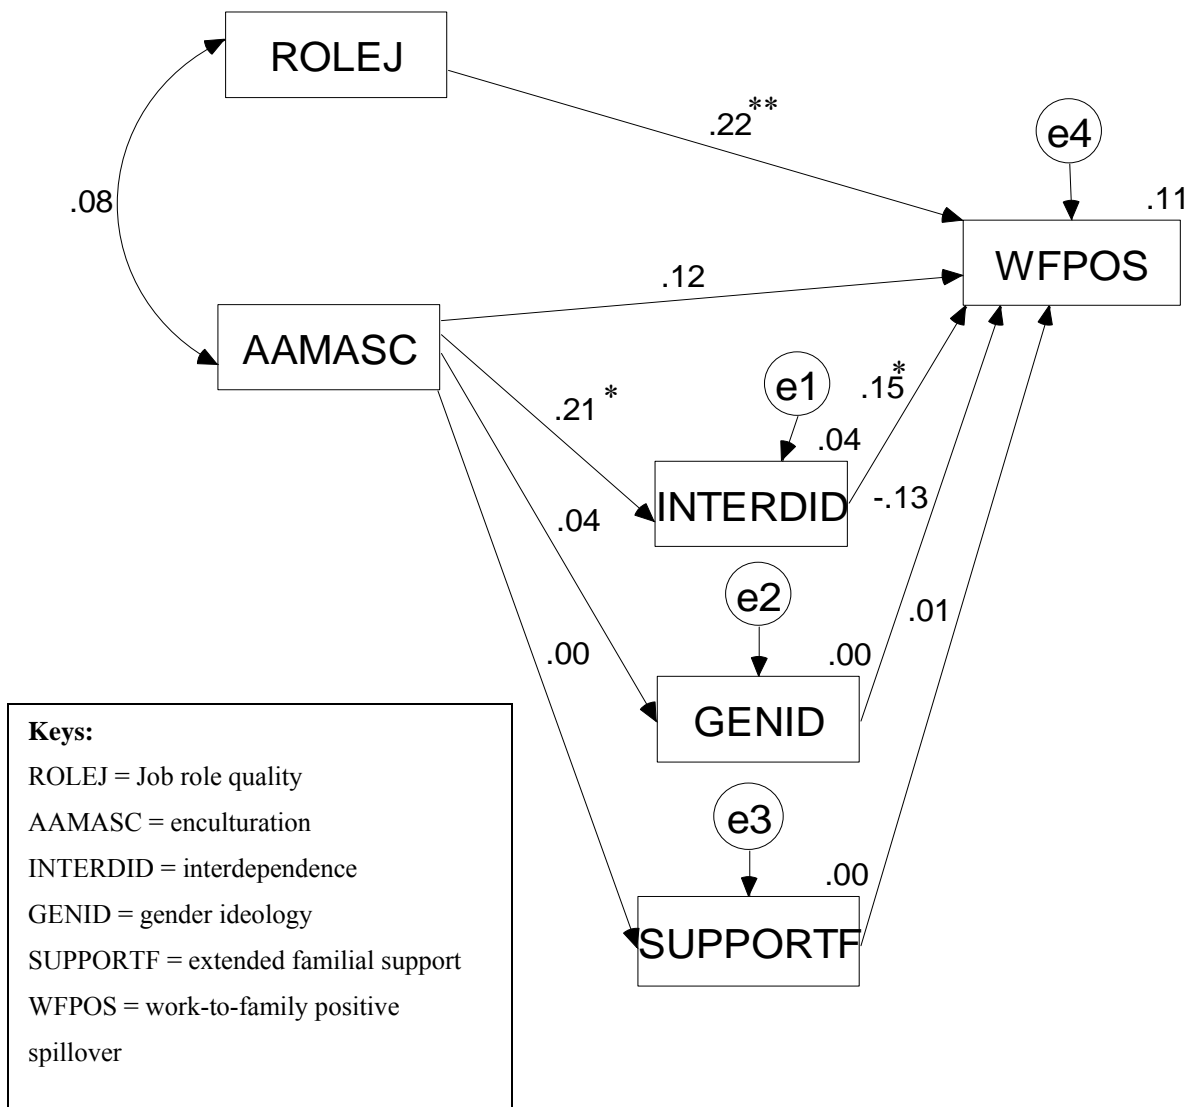 ROLEJ
.22**
e4
.08
.11
WFPOS
.12
AAMASC
e1
.15*
.21 *
.04
INTERDID
-.13
.04
e2
.01
.00
.00
GENID
e3
.00
SUPPORTF
Keys:
ROLEJ = Job role quality
AAMASC = enculturation
INTERDID = interdependence
GENID = gender ideology
SUPPORTF = extended familial support
WFPOS = work-to-family positive
spillover